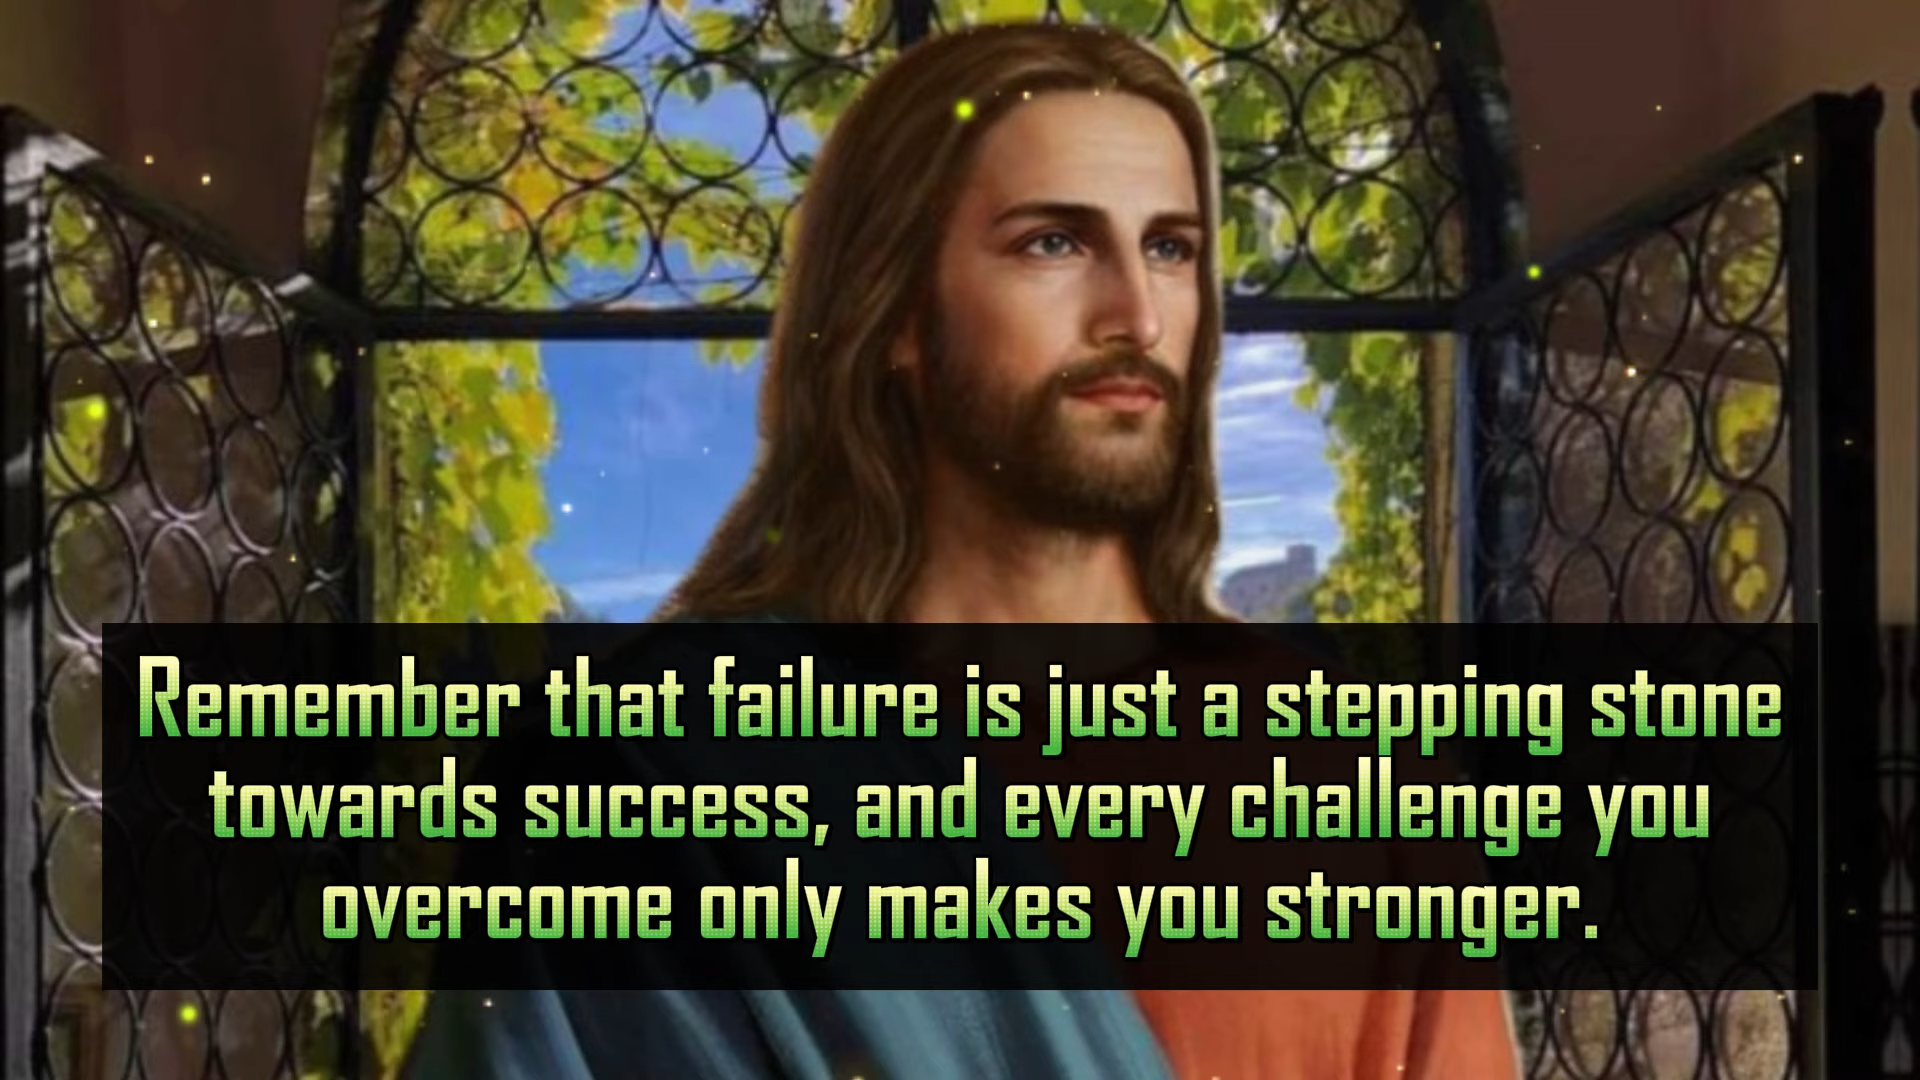 Remember that failure is just a stepping stone
towards success, and every challenge you
overcome only makes you stronger.